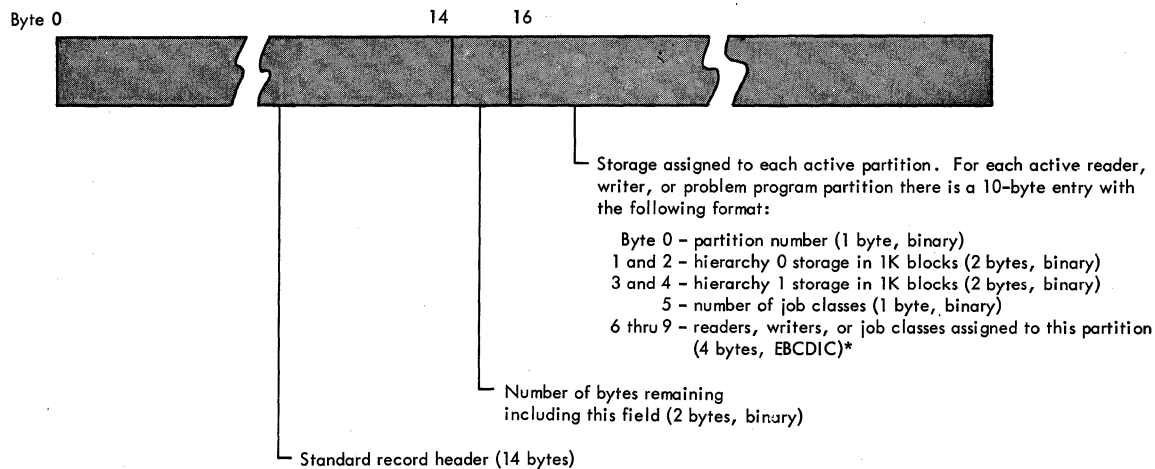 Byte 0 14 16
Storage assigned to each active partition. For each active reader,
writer, or problem program partition there is a 10-byte entry with
the following format:
Byte 0 - partition number (1 byte, binary)
1 and 2 - hierarchy 0 storage in 1K blocks (2 bytes, binary)
3 and 4 - hierarchy 1 storage in 1K blocks (2 bytes, binary)
5 - number of job classes (1 byte, binary)
6 thru 9 - readers, writers, or job classes assigned to this partition
(4 bytes, EBCDIC)*
Number of bytes remaining
including this field (2 bytes, binary)
Standard record header (14 bytes)